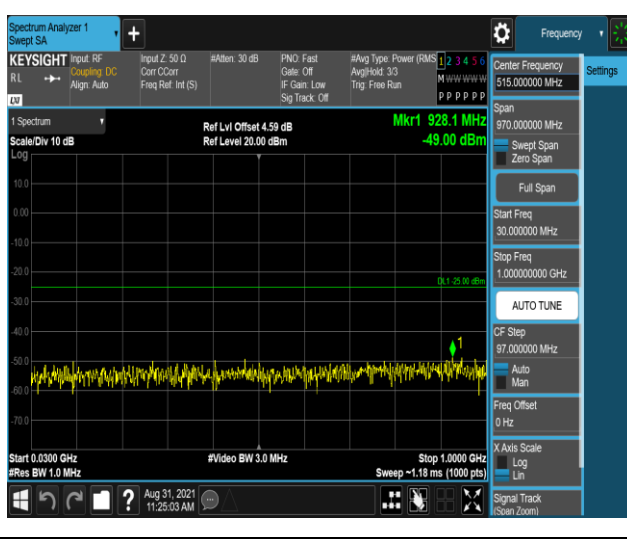 Spectrum Analyzer 1
Swept SA
Frequency
KEYSIGHT
RL
LXI
Input: RF
Coupling: DC
Align: Auto
Input Z: 50 Ω
Corr CCorr
Freq Ref: Int (S)
#Atten: 30 dB
PNO: Fast
Gate: Off
IF Gain: Low
Sig Track: Off
#Avg Type: Power (RMS
Avg|Hold: 3/3
Trig: Free Run
1 2 3 4 5 6
M W W W W W
P P P P P P
1 Spectrum
Scale/Div 10 dB
Ref Lvl Offset 4.59 dB
Ref Level 20.00 dBm
Mkr1 928.1 MHz
-49.00 dBm
Log
10.0
0.00
-10.0
-20.0
DL1 -25.00 dBm
-30.0
-40.0
1
-50.0
-60.0
-70.0
Start 0.0300 GHz
#Res BW 1.0 MHz
#Video BW 3.0 MHz
Stop 1.0000 GHz
Sweep ~1.18 ms (1000 pts)
?
Aug 31, 2021
11:25:03 AM
Center Frequency
515.000000 MHz
Settings
Span
970.000000 MHz
Swept Span
Zero Span
Full Span
Start Freq
30.000000 MHz
Stop Freq
1.000000000 GHz
AUTO TUNE
CF Step
97.000000 MHz
Auto
Man
Freq Offset
0 Hz
X Axis Scale
Log
Lin
Signal Track
(Span Zoom)